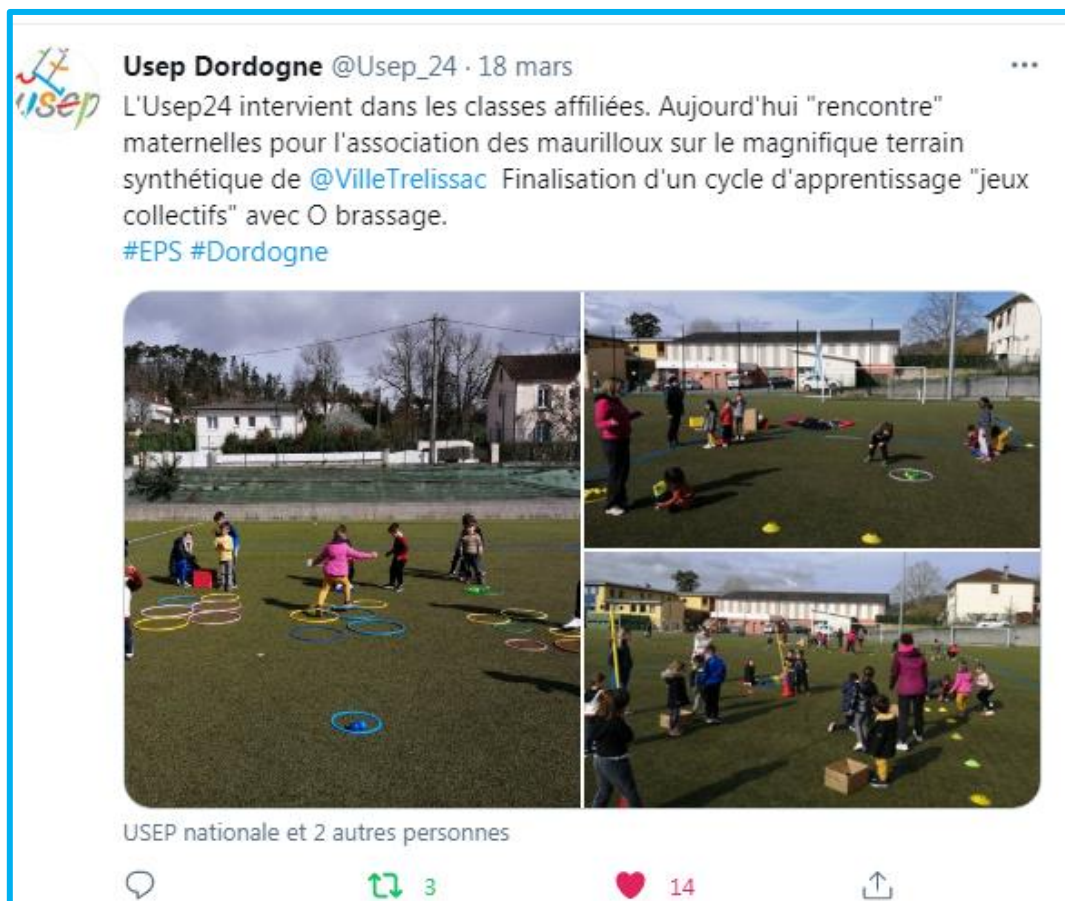 usep
Usep Dordogne @Usep_24 · 18 mars
L'Usep24 intervient dans les classes affiliées. Aujourd'hui "rencontre"
maternelles pour l'association des maurilloux sur le magnifique terrain
synthétique de @VilleTrelissac Finalisation d'un cycle d'apprentissage "jeux
collectifs" avec O brassage.
#EPS #Dordogne
USEP nationale et 2 autres personnes
3 14